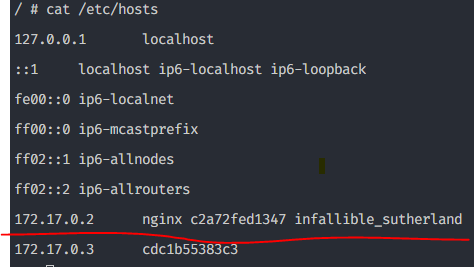 / # cat /etc/hosts
127.0.0.1 localhost
::1 localhost ip6-localhost ip6-loopback
fe00::0 ip6-localnet
ff00::0 ip6-mcastprefix
ff02::1 ip6-allnodes
ff02::2 ip6-allrouters
172.17.0.2 nginx c2a72fed1347 infallible_sutherland
172.17.0.3 cdc1b55383c3